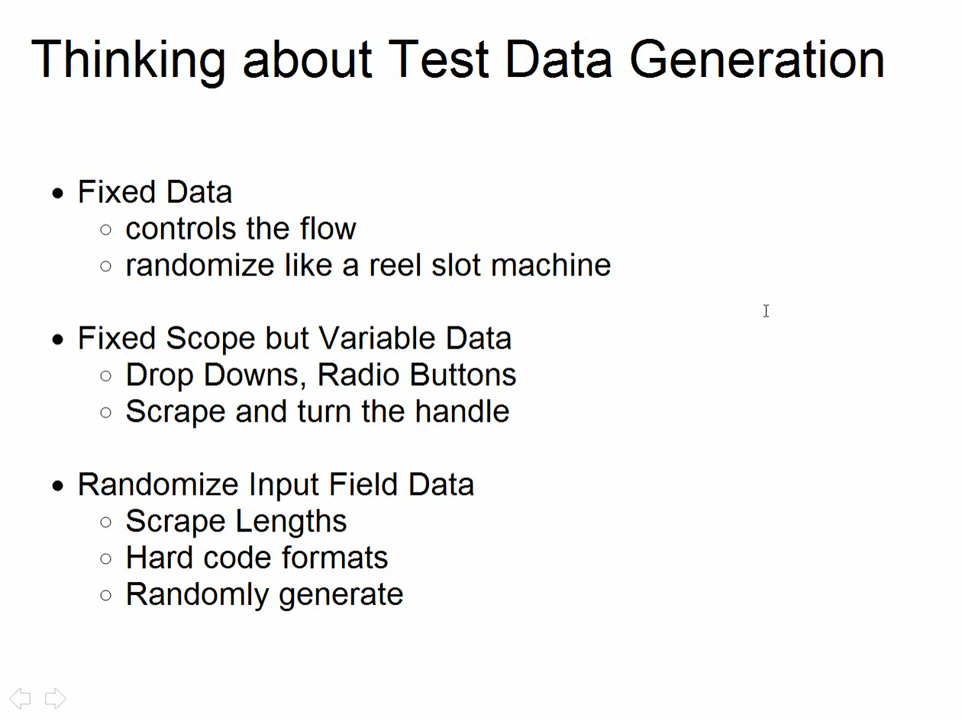 Thinking about Test Data Generation
Fixed Data
controls the flow
randomize like a reel slot machine
Fixed Scope but Variable Data
Drop Downs, Radio Buttons
Scrape and turn the handle
Randomize Input Field Data
Scrape Lengths
Hard code formats
Randomly generate